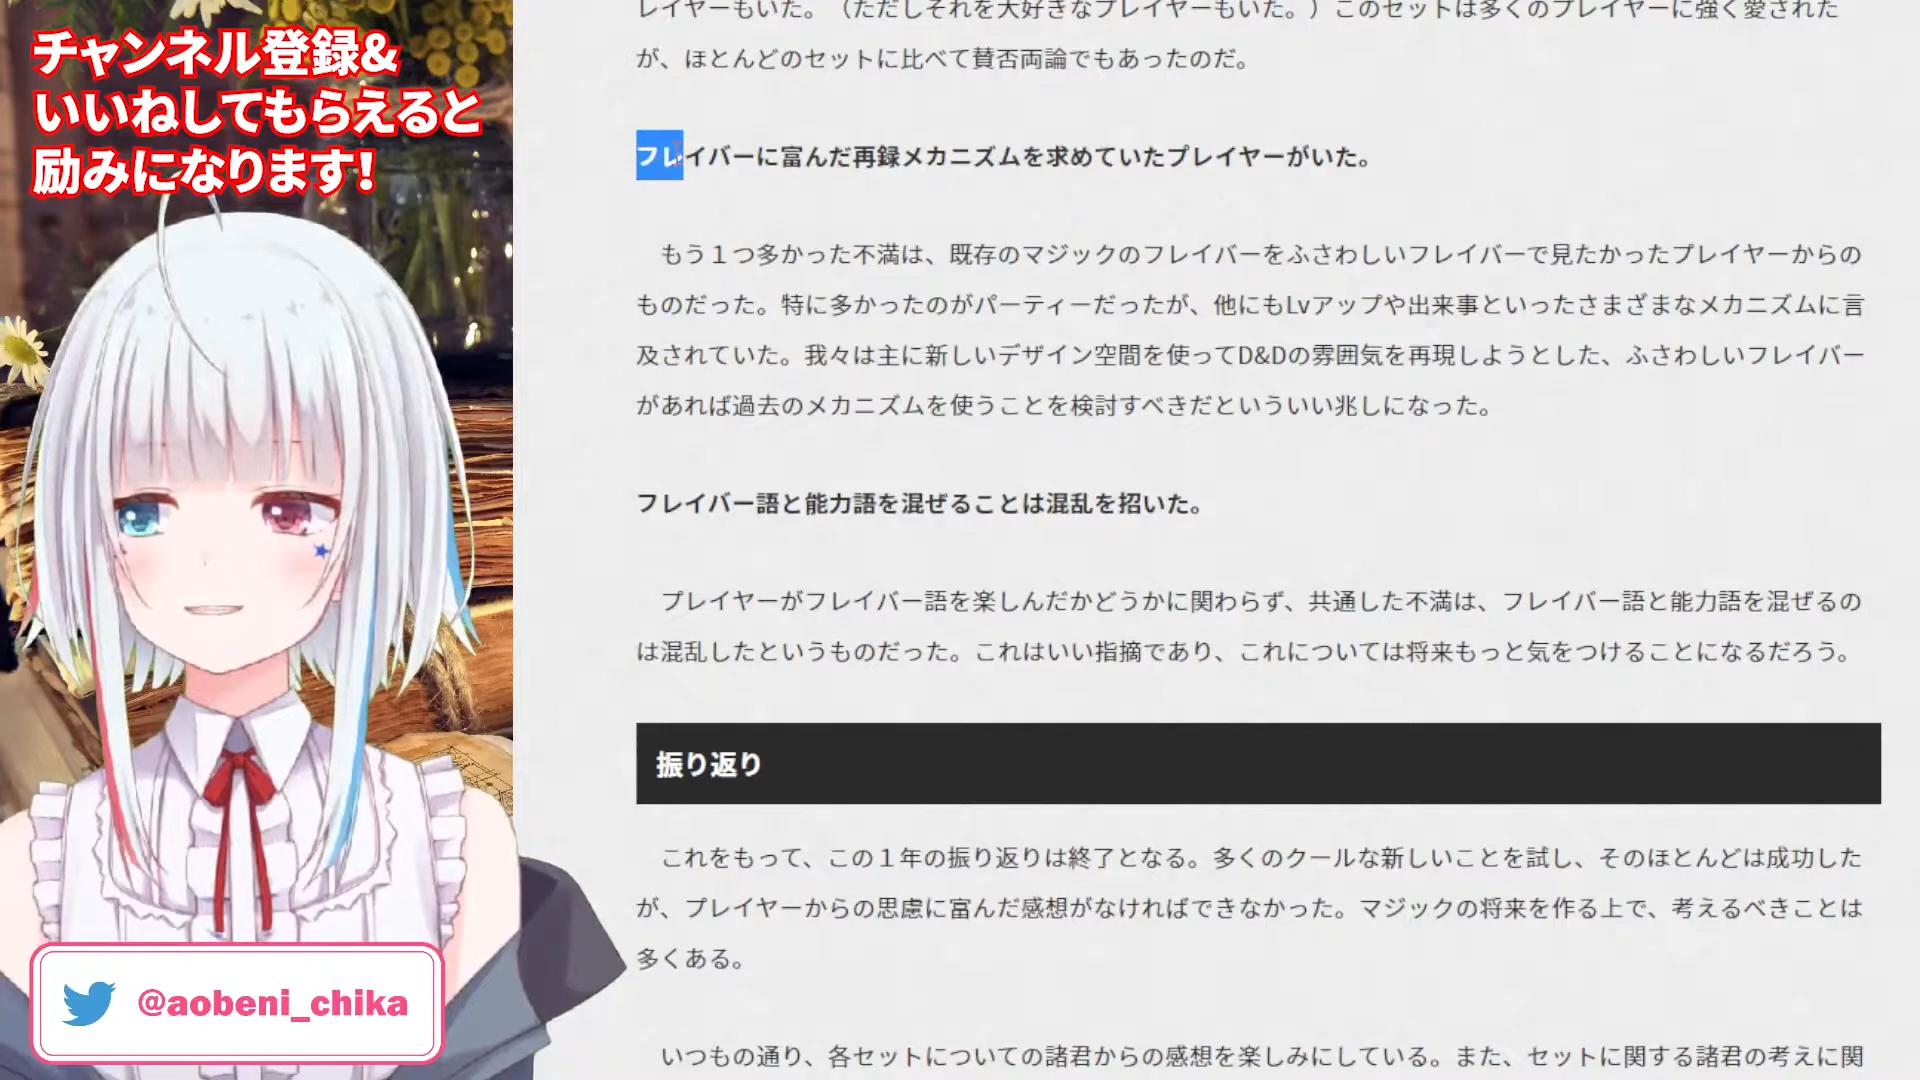 チャンネル登録&
いいねしてもらえると
励みになります!
@aobeni_chika
レイヤーもいた。（ただしそれを大好きなプレイヤーもいた。）このセットは多くのプレイヤーに強く愛された
が、ほとんどのセットに比べて賛否両論でもあったのだ。
フレイバーに富んだ再録メカニズムを求めていたプレイヤーがいた。
もう１つ多かった不満は、既存のマジックのフレイバーをふさわしいフレイバーで見たかったプレイヤーからの
ものだった。特に多かったのがパーティーだったが、他にもLvアップや出来事といったさまざまなメカニズムに言
及されていた。我々は主に新しいデザイン空間を使ってD&Dの雰囲気を再現しようとした、ふさわしいフレイバー
があれば過去のメカニズムを使うことを検討すべきだといういい兆しになった。
フレイバー語と能力語を混ぜることは混乱を招いた。
プレイヤーがフレイバー語を楽しんだかどうかに関わらず、共通した不満は、フレイバー語と能力語を混ぜるの
は混乱したというものだった。これはいい指摘であり、これについては将来もっと気をつけることになるだろう。
振り返り
これをもって、この１年の振り返りは終了となる。多くのクールな新しいことを試し、そのほとんどは成功した
が、プレイヤーからの思慮に富んだ感想がなければできなかった。マジックの将来を作る上で、考えるべきことは
多くある。
いつもの通り、各セットについての諸君からの感想を楽しみにしている。また、セットに関する諸君の考えに関